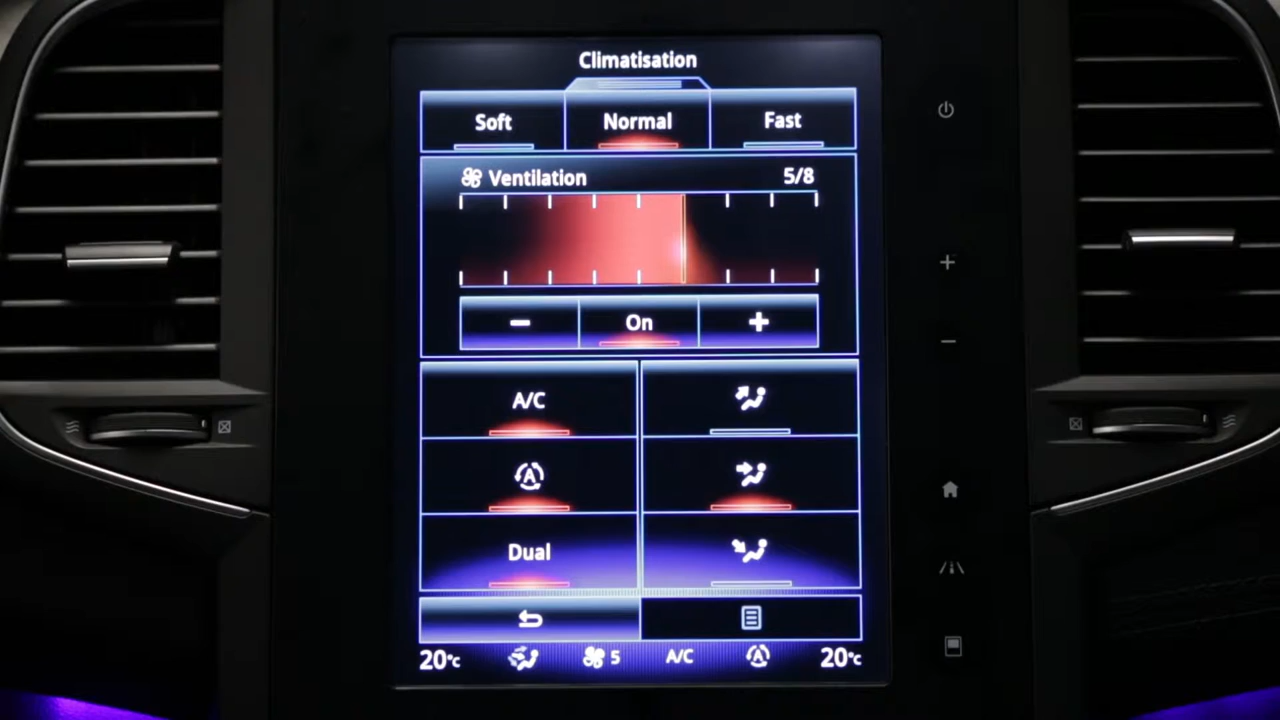 Climatisation
Soft Normal Fast
Ventilation 5/8
− On +
A/C
A
Dual
20°c 5 A/C A 20°c